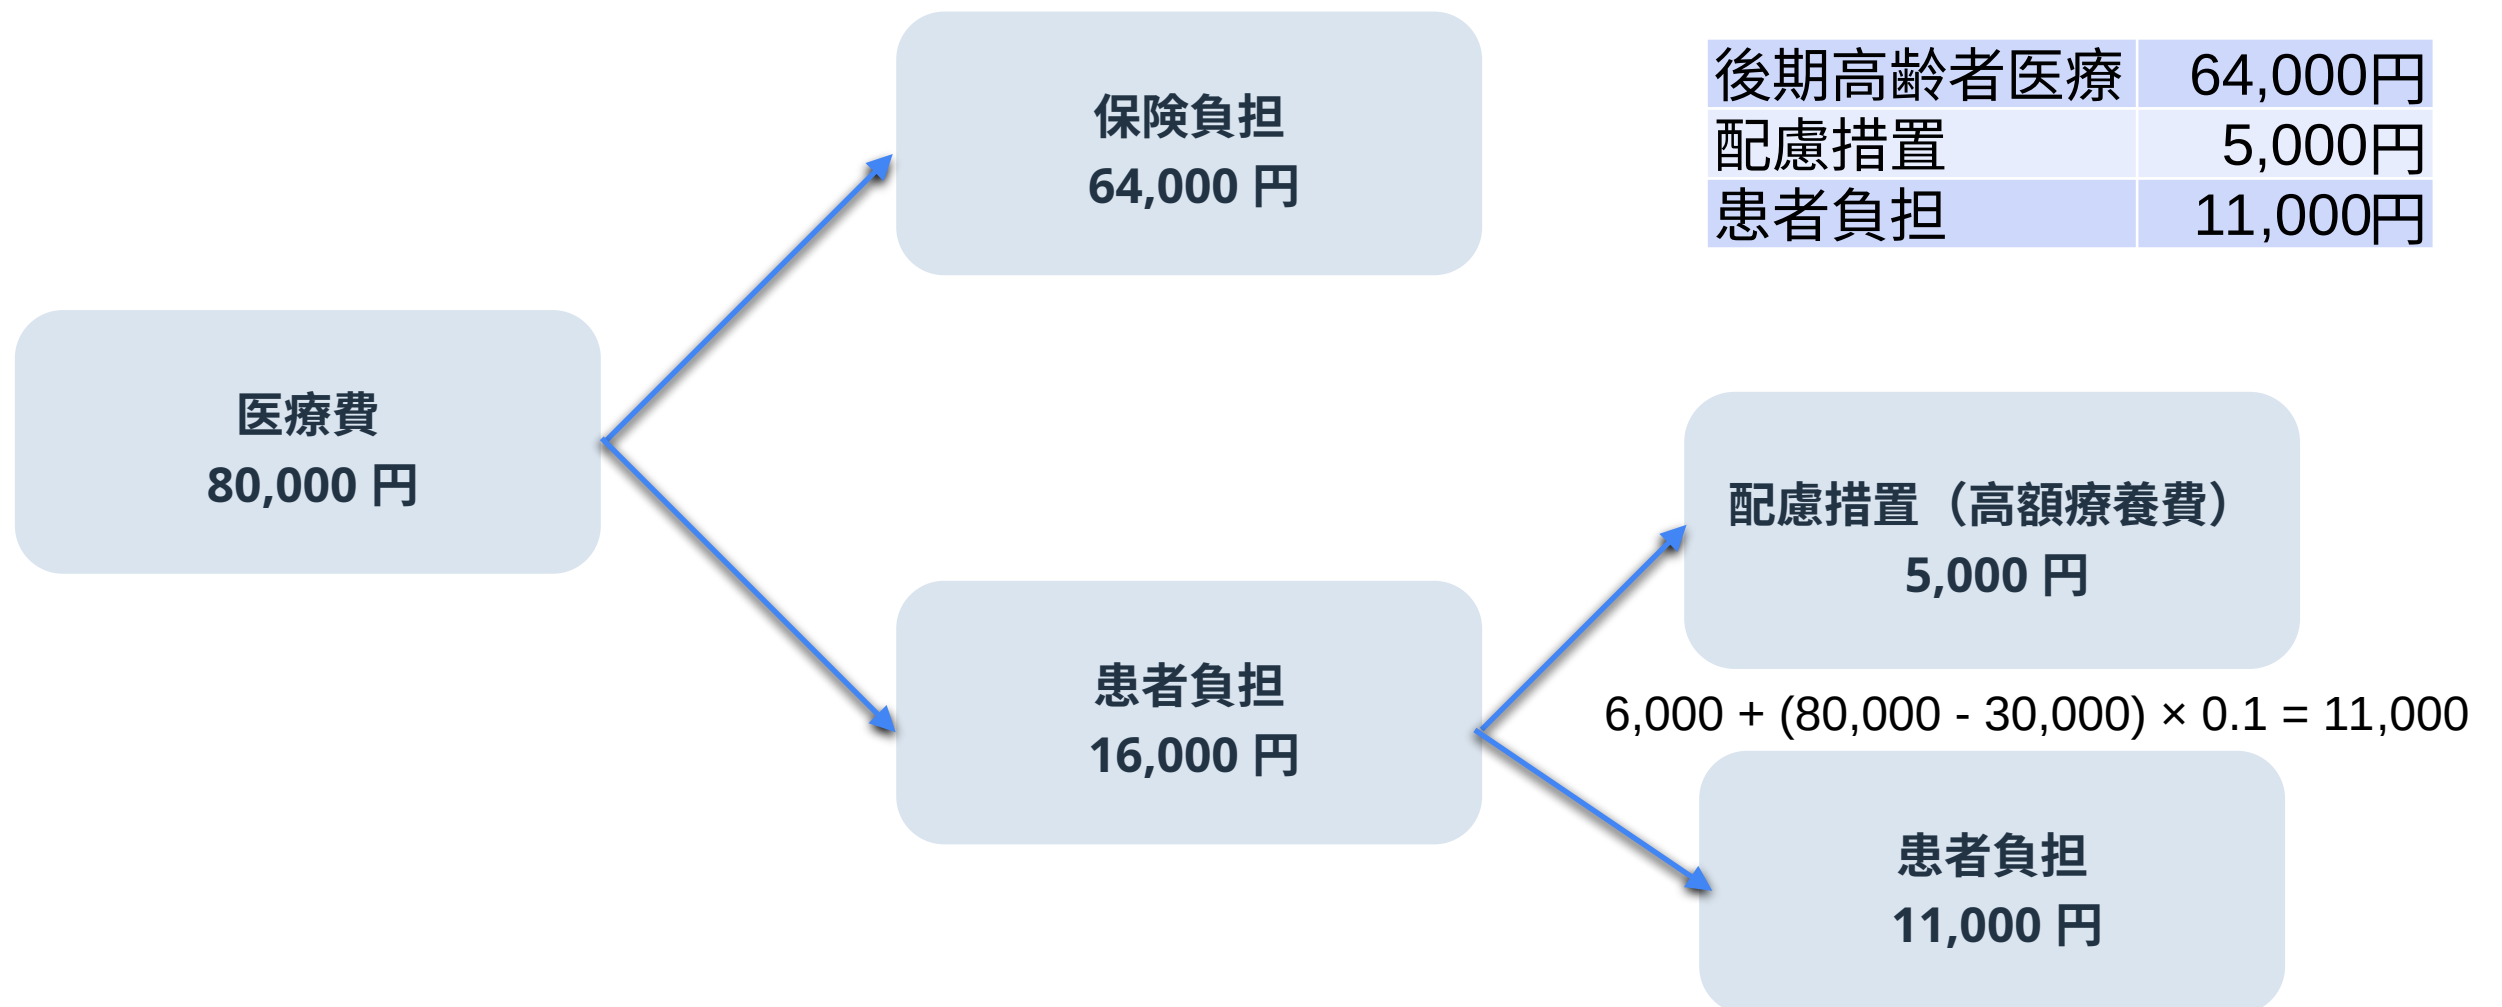 医療費
80,000 円
保険負担
64,000 円
患者負担
16,000 円
後期高齢者医療 64,000円
配慮措置 5,000円
患者負担 11,000円
配慮措置（高額療養費）
5,000 円
6,000 + (80,000 - 30,000) × 0.1 = 11,000
患者負担
11,000 円